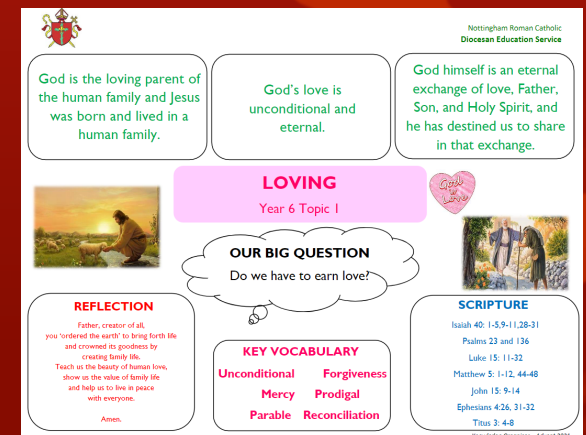 Nottingham Roman Catholic
Diocesan Education Service
God is the loving parent of
the human family and Jesus
was born and lived in a
human family.
God's love is
unconditional and
eternal.
God himself is an eternal
exchange of love, Father,
Son, and Holy Spirit, and
he has destined us to share
in that exchange.
LOVING
Year 6 Topic 1
God
is
Love
OUR BIG QUESTION
Do we have to earn love?
REFLECTION
Father, creator of all,
you 'ordered the earth' to bring forth life
and crowned its goodness by
creating family life.
Teach us the beauty of human love,
show us the value of family life
and help us to live in peace
with everyone.
Amen.
KEY VOCABULARY
Unconditional Forgiveness
Mercy Prodigal
Parable Reconciliation
SCRIPTURE
Isaiah 40: 1-5,9-11,28-31
Psalms 23 and 136
Luke 15: 11-32
Matthew 5: 1-12, 44-48
John 15: 9-14
Ephesians 4:26, 31-32
Titus 3: 4-8